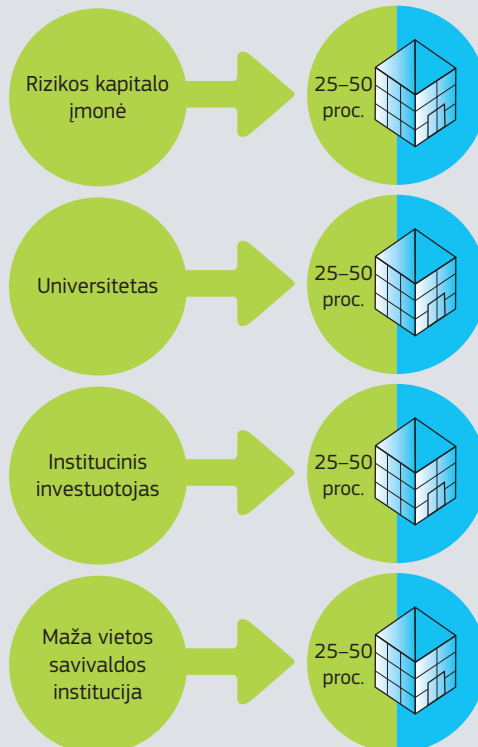 Rizikos kapitalo
įmonė
25–50
proc.
Universitetas
25–50
proc.
Institucinis
investuotojas
25–50
proc.
Maža vietos
savivaldos
institucija
25–50
proc.